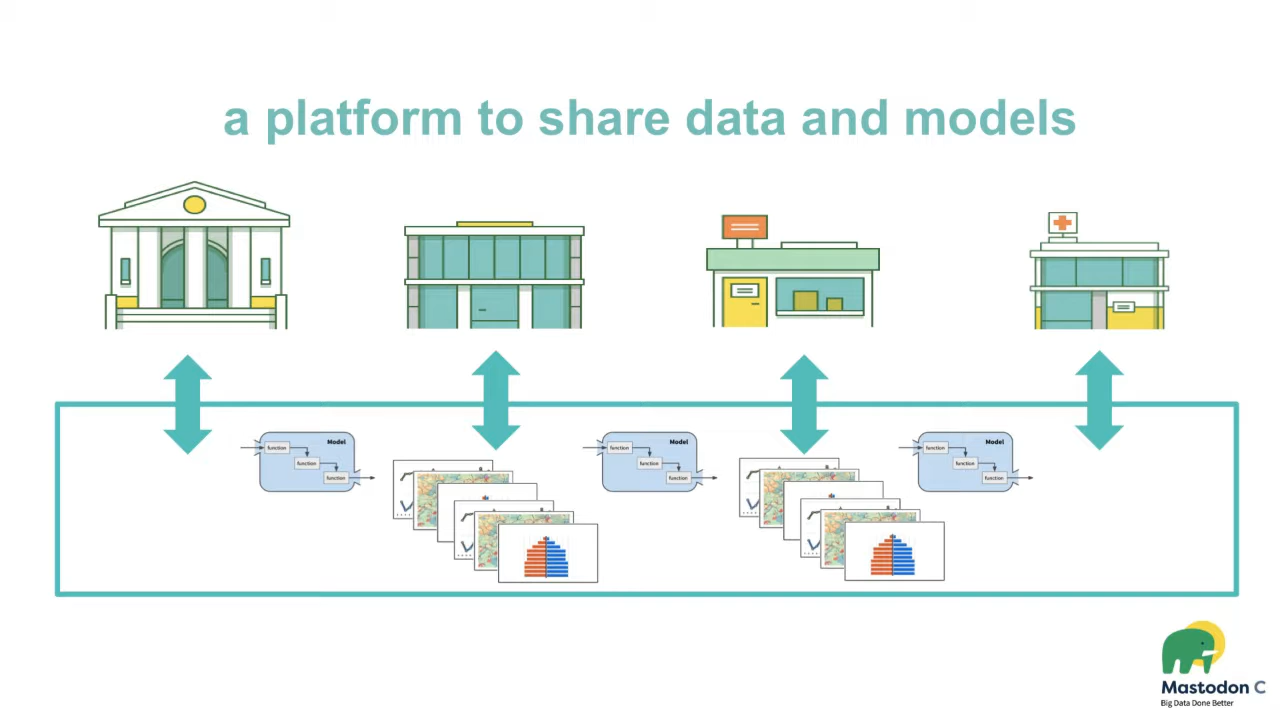 a platform to share data and models
Model
function
function
function
Model
function
function
function
Model
function
function
function
Mastodon C
Big Data Done Better